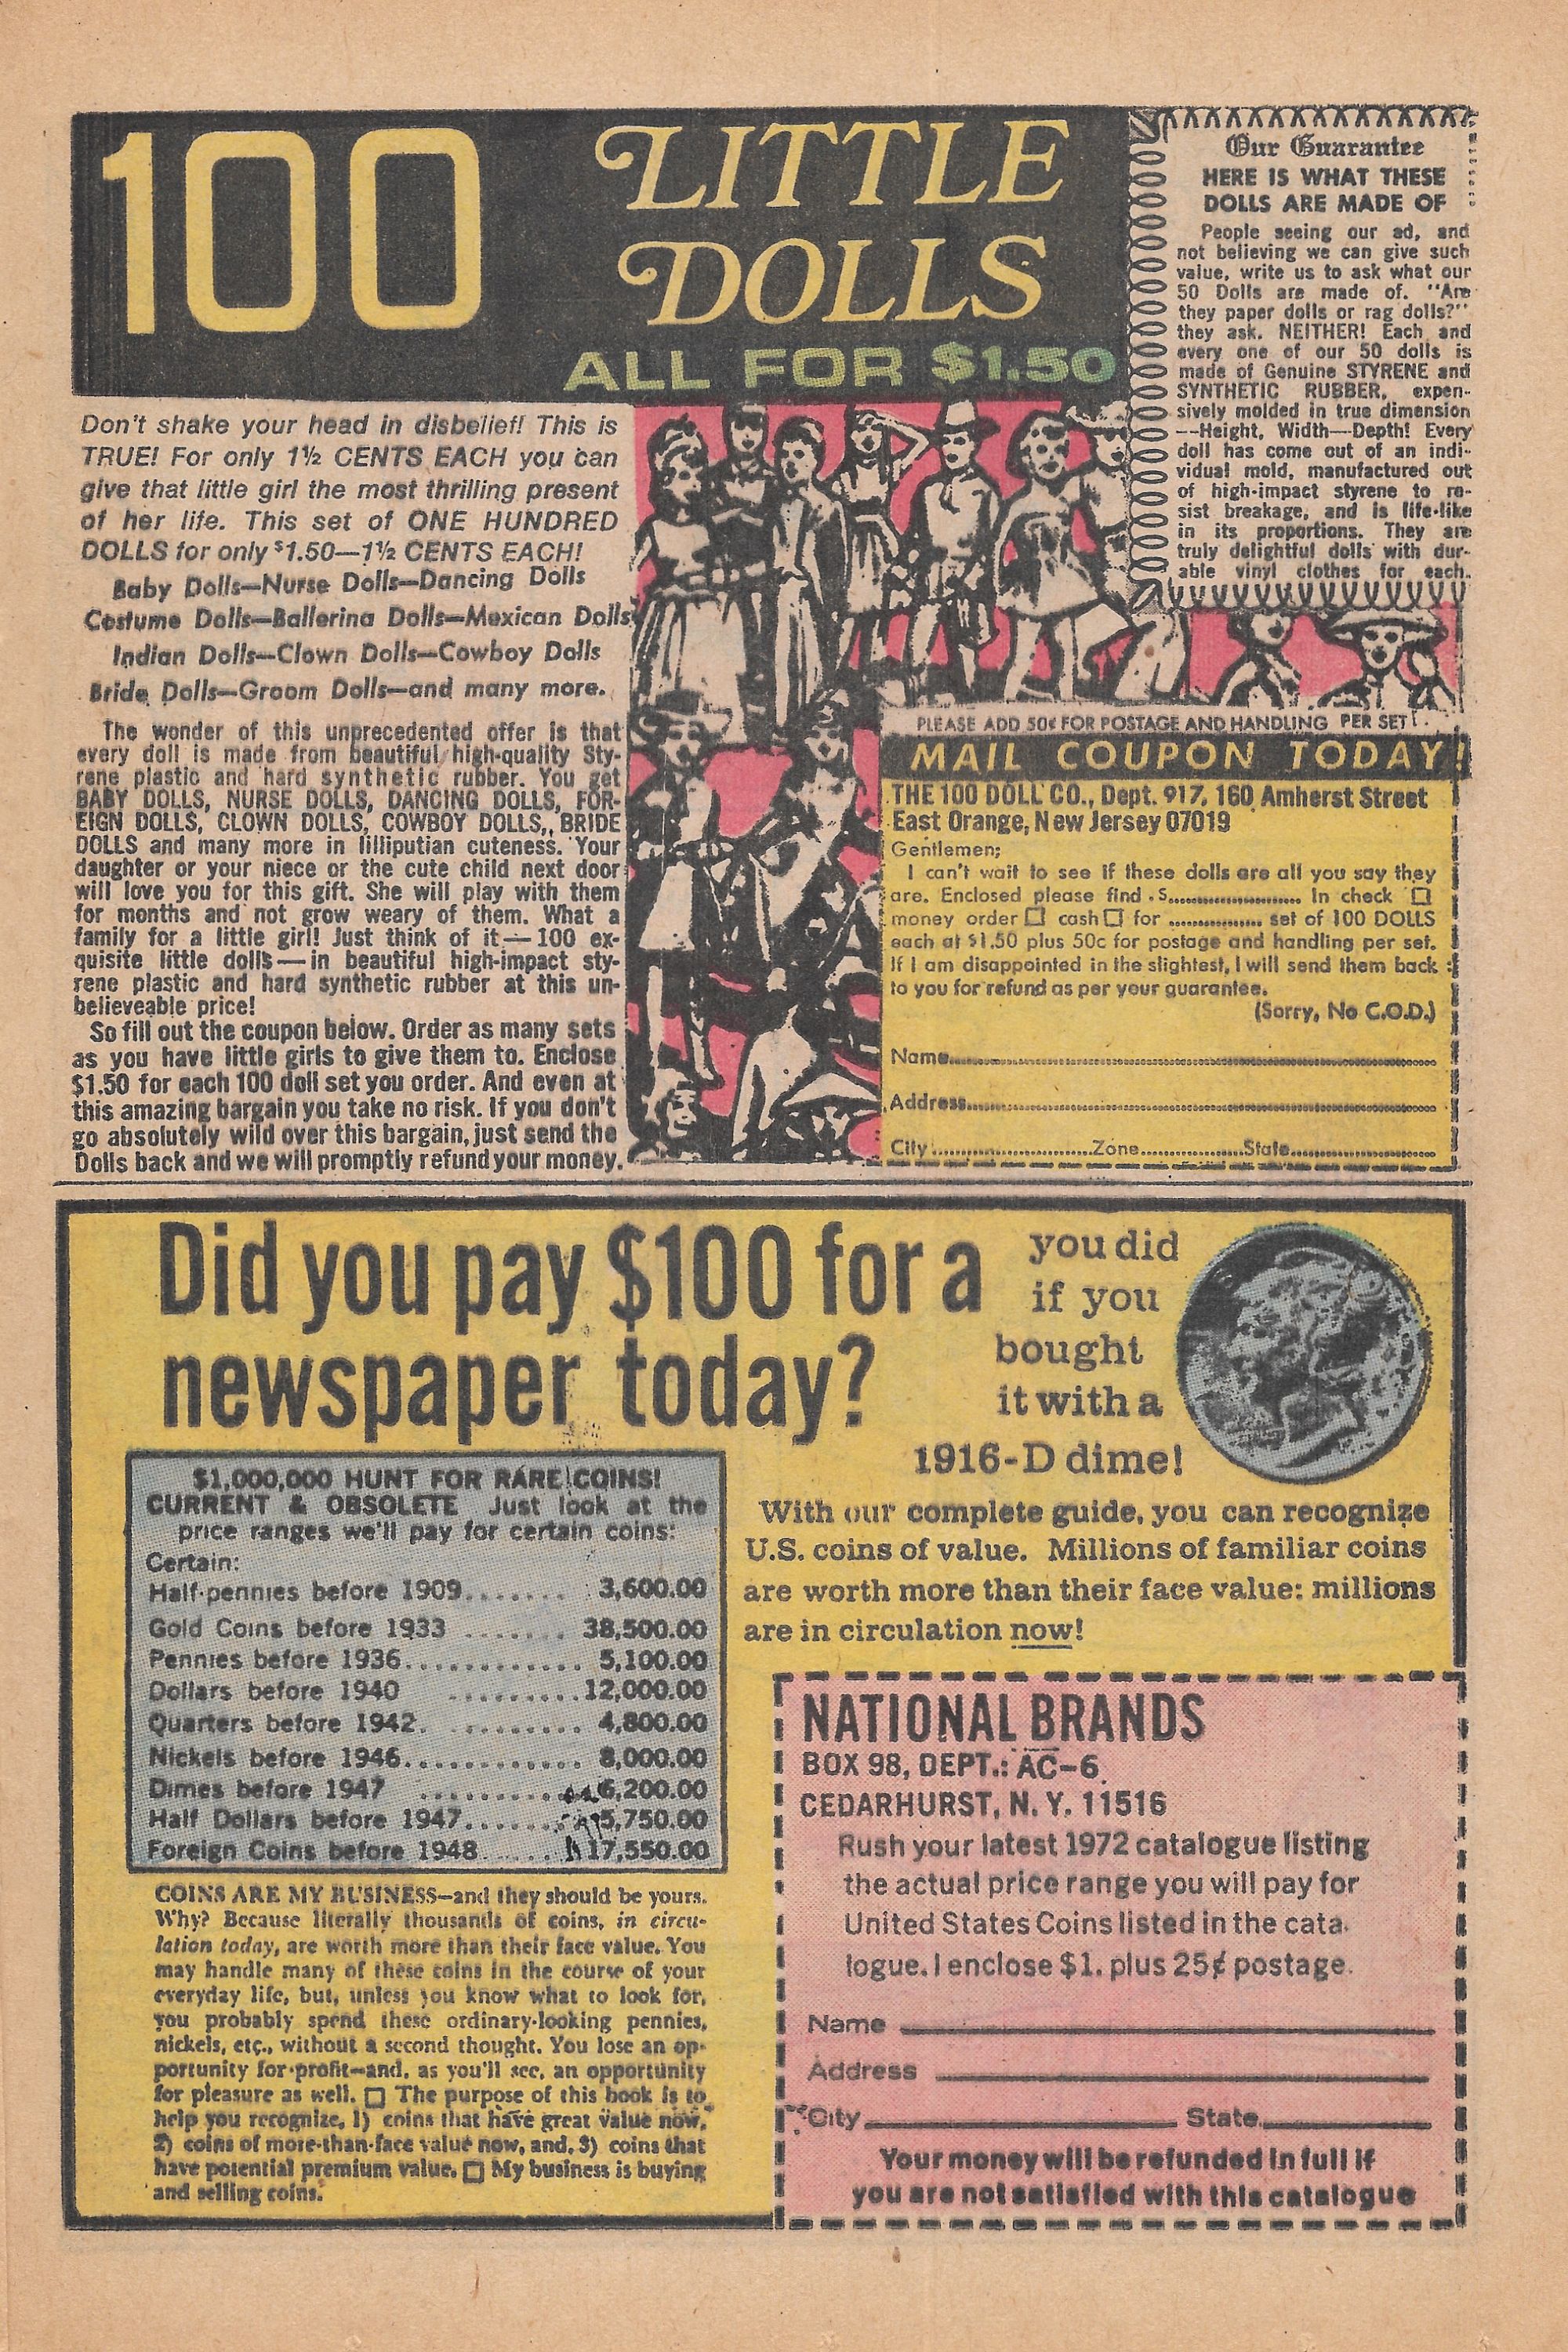 100
LITTLE
DOLLS
ALL FOR $1.50
Our Guarantee
HERE IS WHAT THESE
DOLLS ARE MADE OF
People seeing our ad, and
not believing we can give such
value, write us to ask what our
50 Dolls are made of. "Are
they paper dolls or rag dolls?"
they ask. NEITHER! Each and
every one of our 50 dolls is
made of Genuine STYRENE and
SYNTHETIC RUBBER, expen-
sively molded in true dimension
--Height, Width—Depth! Every
doll has come out of an indi-
vidual mold, manufactured out
of high-impact styrene to re-
sist breakage, and is life-like
in its proportions. They are
truly delightful dolls with dur-
able vinyl clothes for each.
Don't shake your head in disbelief! This is
TRUE! For only 1½ CENTS EACH you can
give that little girl the most thrilling present
of her life. This set of ONE HUNDRED
DOLLS for only $1.50—1½ CENTS EACH!
Baby Dolls—Nurse Dolls—Dancing Dolls
Costume Dolls—Ballerina Dolls—Mexican Dolls
Indian Dolls—Clown Dolls—Cowboy Dolls
Bride Dolls—Groom Dolls—and many more.
The wonder of this unprecedented offer is that
every doll is made from beautiful high-quality Sty-
rene plastic and hard synthetic rubber. You get
BABY DOLLS, NURSE DOLLS, DANCING DOLLS, FOR-
EIGN DOLLS, CLOWN DOLLS, COWBOY DOLLS,, BRIDE
DOLLS and many more in lilliputian cuteness. Your
daughter or your niece or the cute child next door
will love you for this gift. She will play with them
for months and not grow weary of them. What a
family for a little girl! Just think of it—100 ex-
quisite little dolls—in beautiful high-impact sty-
rene plastic and hard synthetic rubber at this un-
believeable price!
So fill out the coupon below. Order as many sets
as you have little girls to give them to. Enclose
$1.50 for each 100 doll set you order. And even at
this amazing bargain you take no risk. If you don't
go absolutely wild over this bargain, just send the
Dolls back and we will promptly refund your money.
PLEASE ADD 50¢ FOR POSTAGE AND HANDLING PER SET!
MAIL COUPON TODAY!
THE 100 DOLL CO., Dept. 917, 160 Amherst Street
East Orange, New Jersey 07019
Gentlemen;
I can't wait to see if these dolls are all you say they
are. Enclosed please find .S........................ In check ☐
money order ☐ cash ☐ for ................ set of 100 DOLLS
each at $1.50 plus 50c for postage and handling per set.
If I am disappointed in the slightest, I will send them back
to you for refund as per your guarantee.
(Sorry, No C.O.D.)
Name
Address
City Zone State
Did you pay $100 for a
newspaper today?
you did
if you
bought
it with a
1916-D dime!
$1,000,000 HUNT FOR RARE COINS!
CURRENT & OBSOLETE Just look at the
price ranges we'll pay for certain coins:
Certain:
Half-pennies before 1909....... 3,600.00
Gold Coins before 1933 ....... 38,500.00
Pennies before 1936............. 5,100.00
Dollars before 1940 .........12,000.00
Quarters before 1942. ......... 4,800.00
Nickels before 1946............ 8,000.00
Dimes before 1947 ...........6,200.00
Half Dollars before 1947.......5,750.00
Foreign Coins before 1948...... 17,550.00
With our complete guide, you can recognize
U.S. coins of value. Millions of familiar coins
are worth more than their face value: millions
are in circulation now!
COINS ARE MY BUSINESS—and they should be yours.
Why? Because literally thousands of coins, in circu-
lation today, are worth more than their face value. You
may handle many of these coins in the course of your
everyday life, but, unless you know what to look for,
you probably spend these ordinary-looking pennies,
nickels, etc., without a second thought. You lose an op-
portunity for-profit—and, as you'll see, an opportunity
for pleasure as well. ☐ The purpose of this book is to
help you recognize, 1) coins that have great value now,
2) coins of more-than-face value now, and, 3) coins that
have potential premium value. ☐ My business is buying
and selling coins.
NATIONAL BRANDS
BOX 98, DEPT.: AC-6
CEDARHURST, N. Y. 11516
Rush your latest 1972 catalogue listing
the actual price range you will pay for
United States Coins listed in the cata-
logue. I enclose $1. plus 25¢ postage.
Name
Address
City State
Your money will be refunded in full if
you are not satisfied with this catalogue